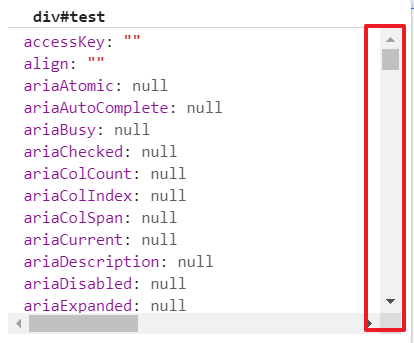 div#test
accessKey: ""
align: ""
ariaAtomic: null
ariaAutoComplete: null
ariaBusy: null
ariaChecked: null
ariaColCount: null
ariaColIndex: null
ariaColSpan: null
ariaCurrent: null
ariaDescription: null
ariaDisabled: null
ariaExpanded: null